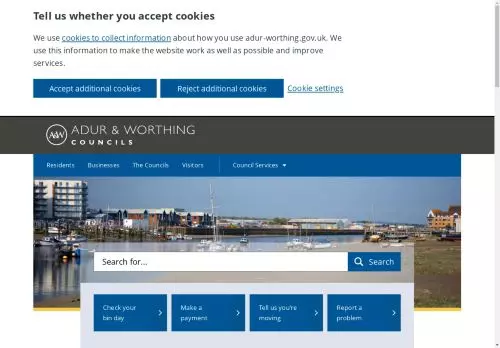 Tell us whether you accept cookies
We use cookies to collect information about how you use adur-worthing.gov.uk. We
use this information to make the website work as well as possible and improve
services.
Accept additional cookies
Reject additional cookies
Cookie settings
A&W
ADUR & WORTHING
COUNCILS
Residents
Businesses
The Councils
Visitors
Council Services
Search for...
Search
Check your
bin day
Make a
payment
Tell us you're
moving
Report a
problem